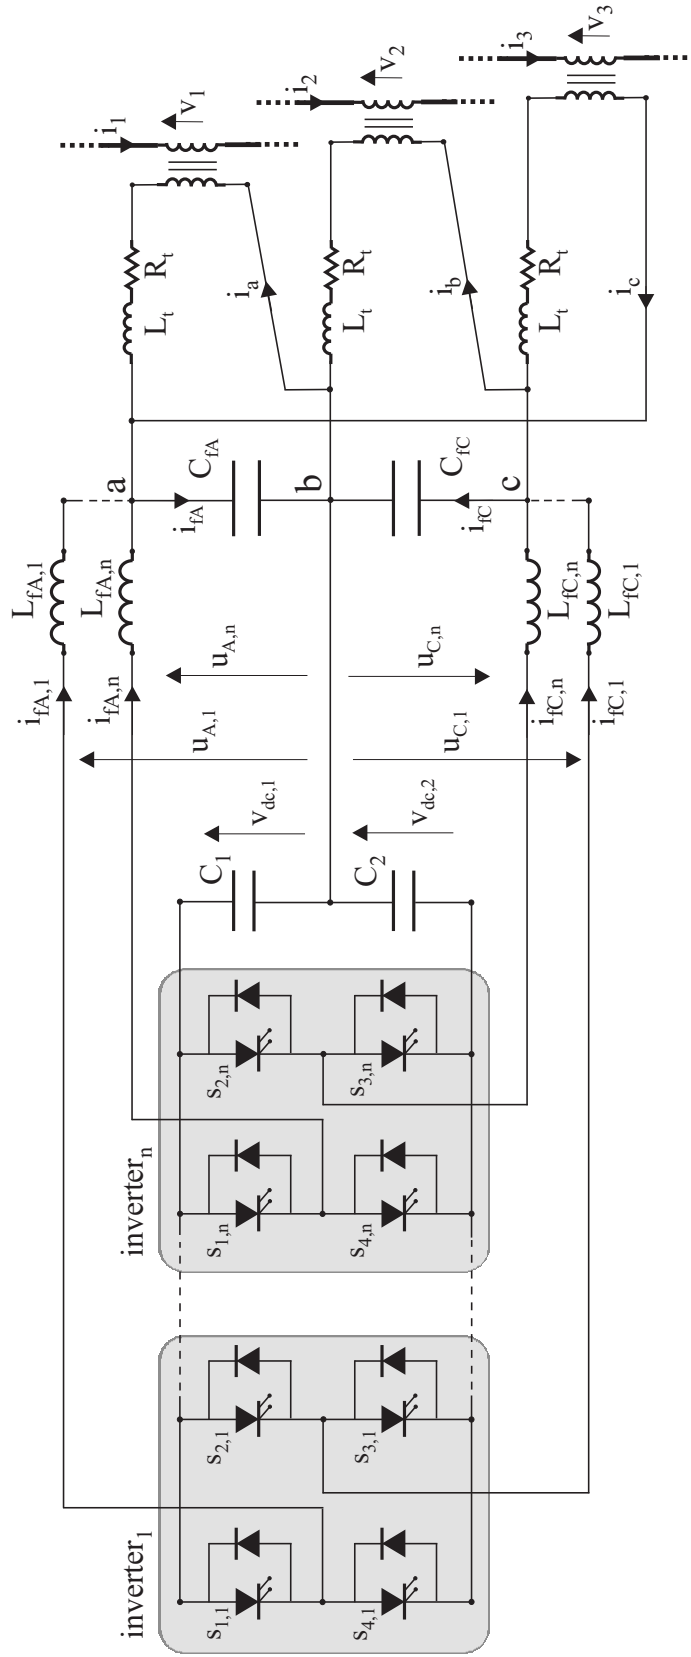 inverter1
s1,1
s2,1
s4,1
s3,1
invertern
s1,n
s2,n
s4,n
s3,n
C1
C2
vdc,1
vdc,2
uA,1
uC,1
uA,n
uC,n
ifA,1
ifA,n
ifC,n
ifC,1
LfA,1
LfA,n
LfC,n
LfC,1
a
b
c
ifA
CfA
ifC
CfC
Lt
Rt
ia
Lt
Rt
ib
Lt
Rt
ic
i1
v1
i2
v2
i3
v3